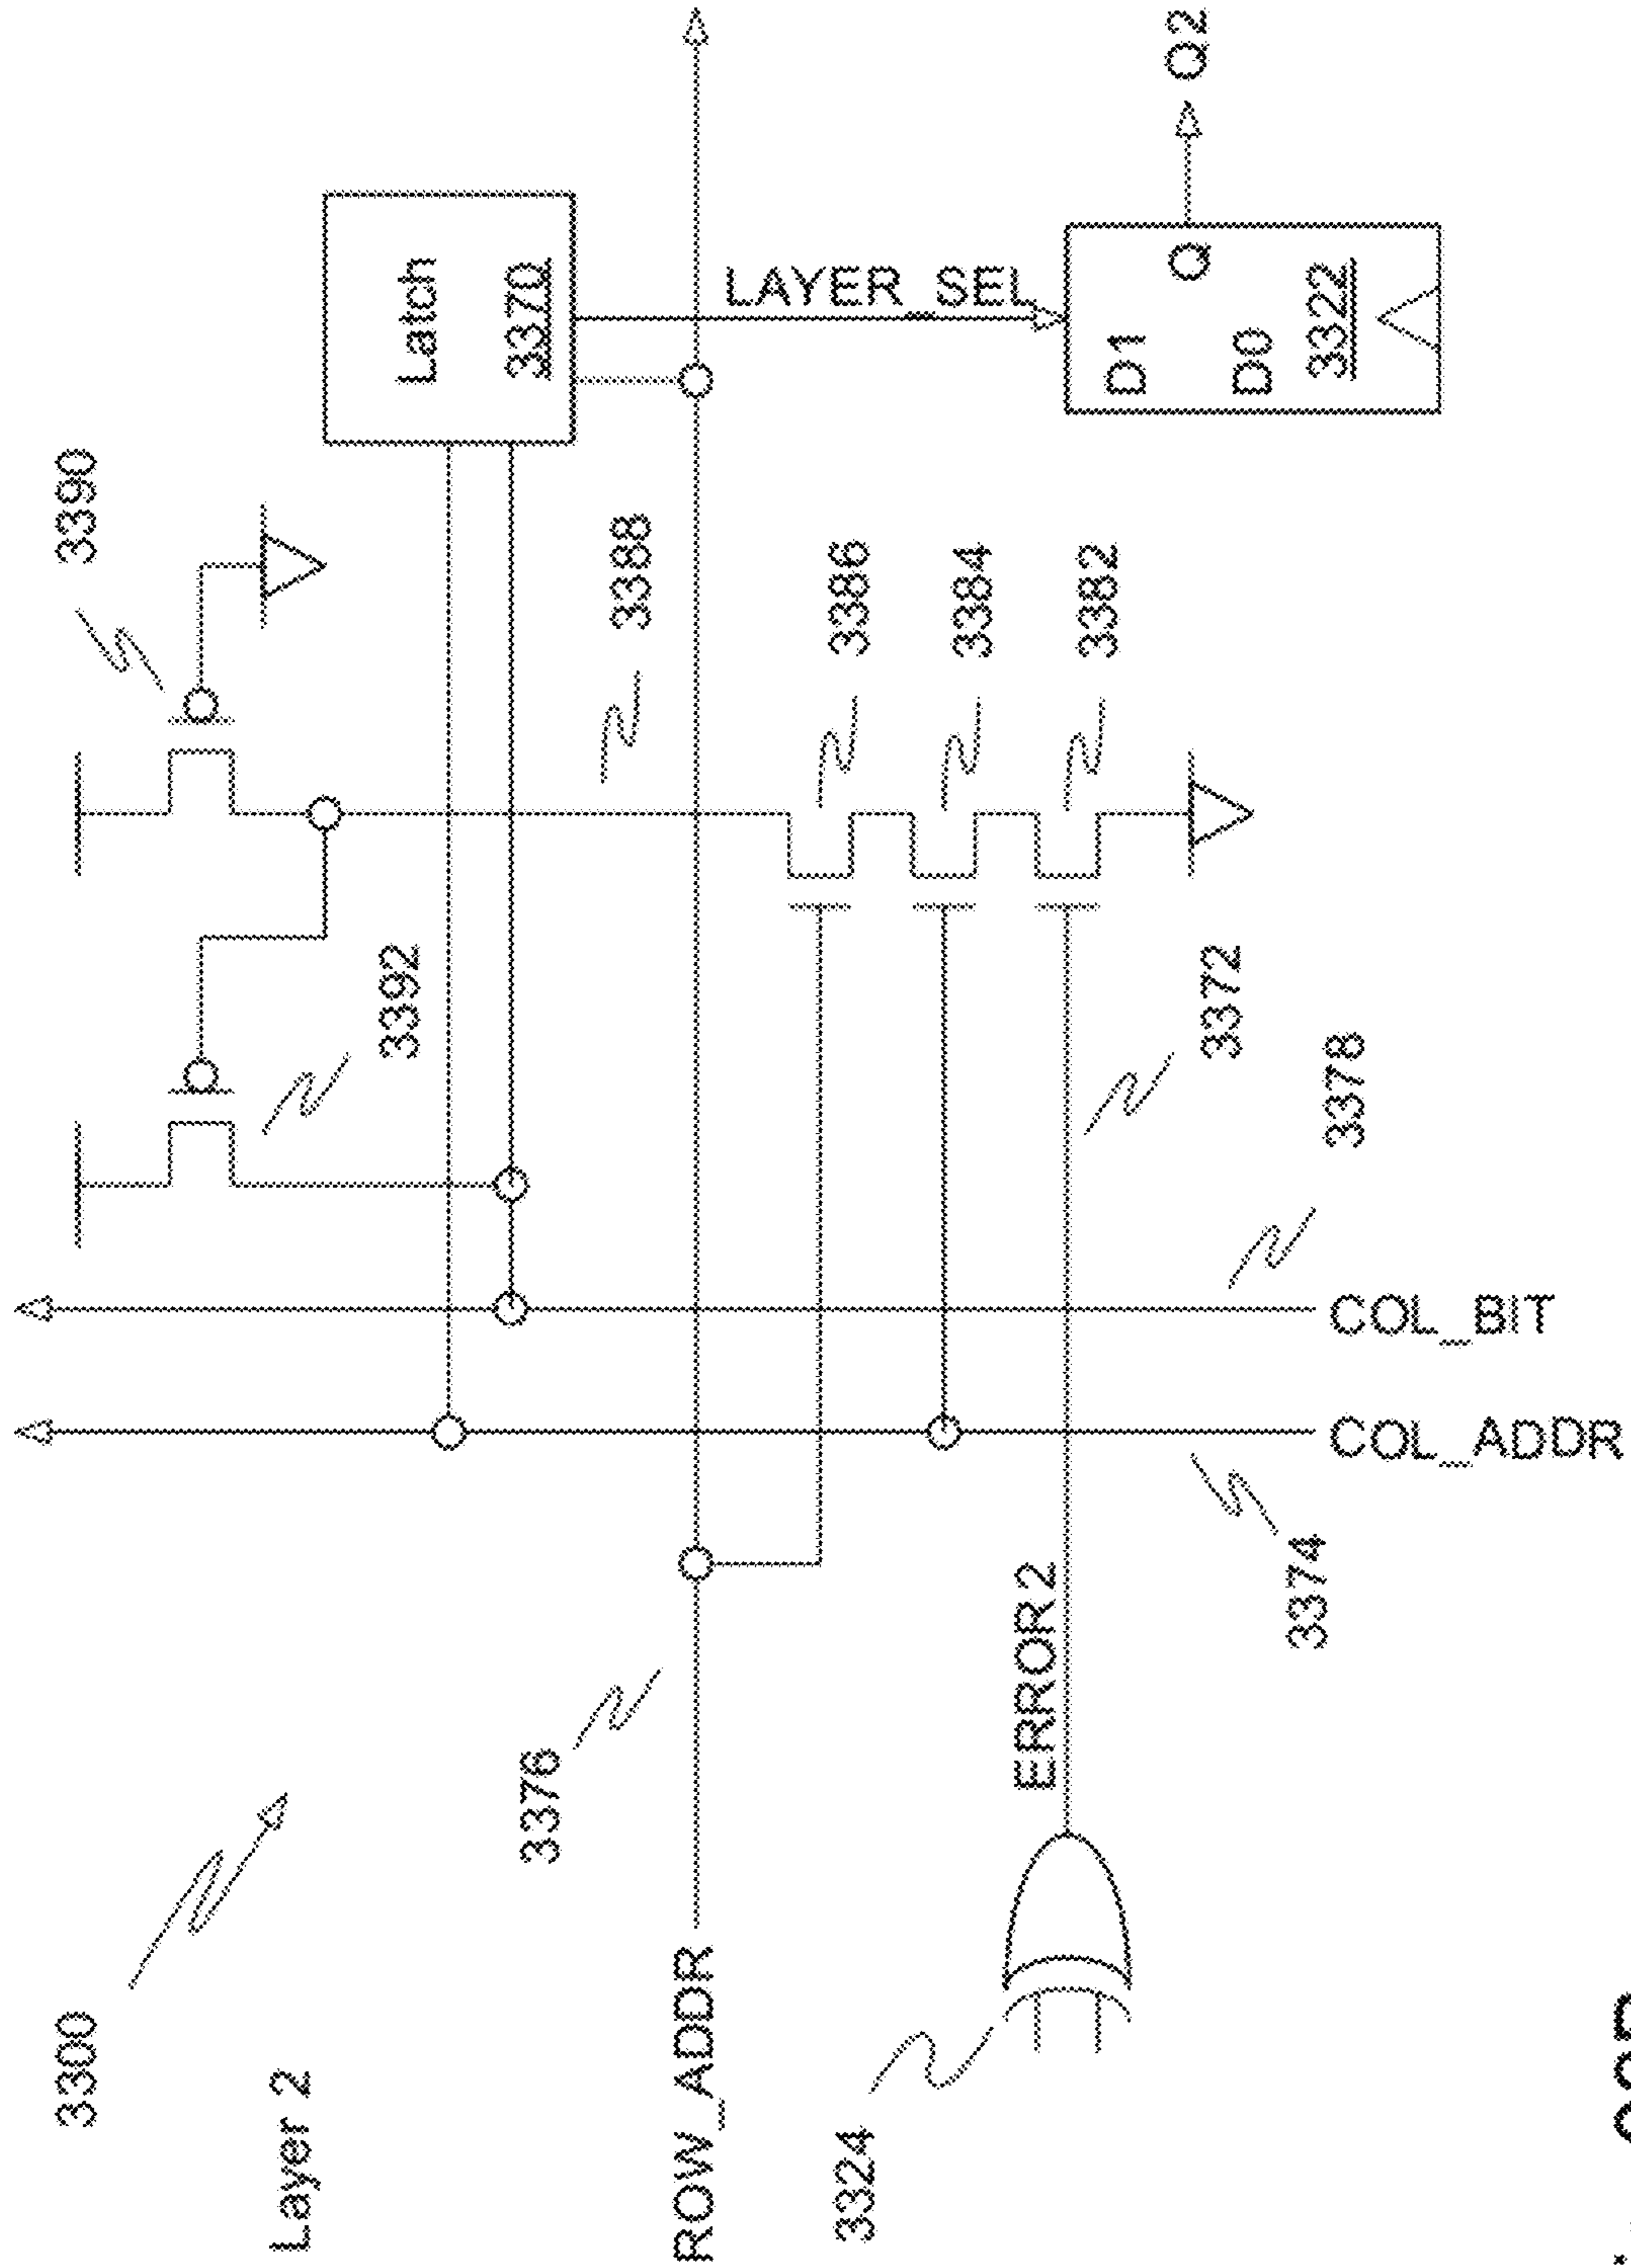 3300
3390
Layer 2
3392
Latch
3370
3376
3388
ROW_ADDR
LAYER_SEL
3324
3386
3384
ERROR2
3382
D1
Q
Q2
3372
D0
3374
3322
3378
COL_BIT
COL_ADDR